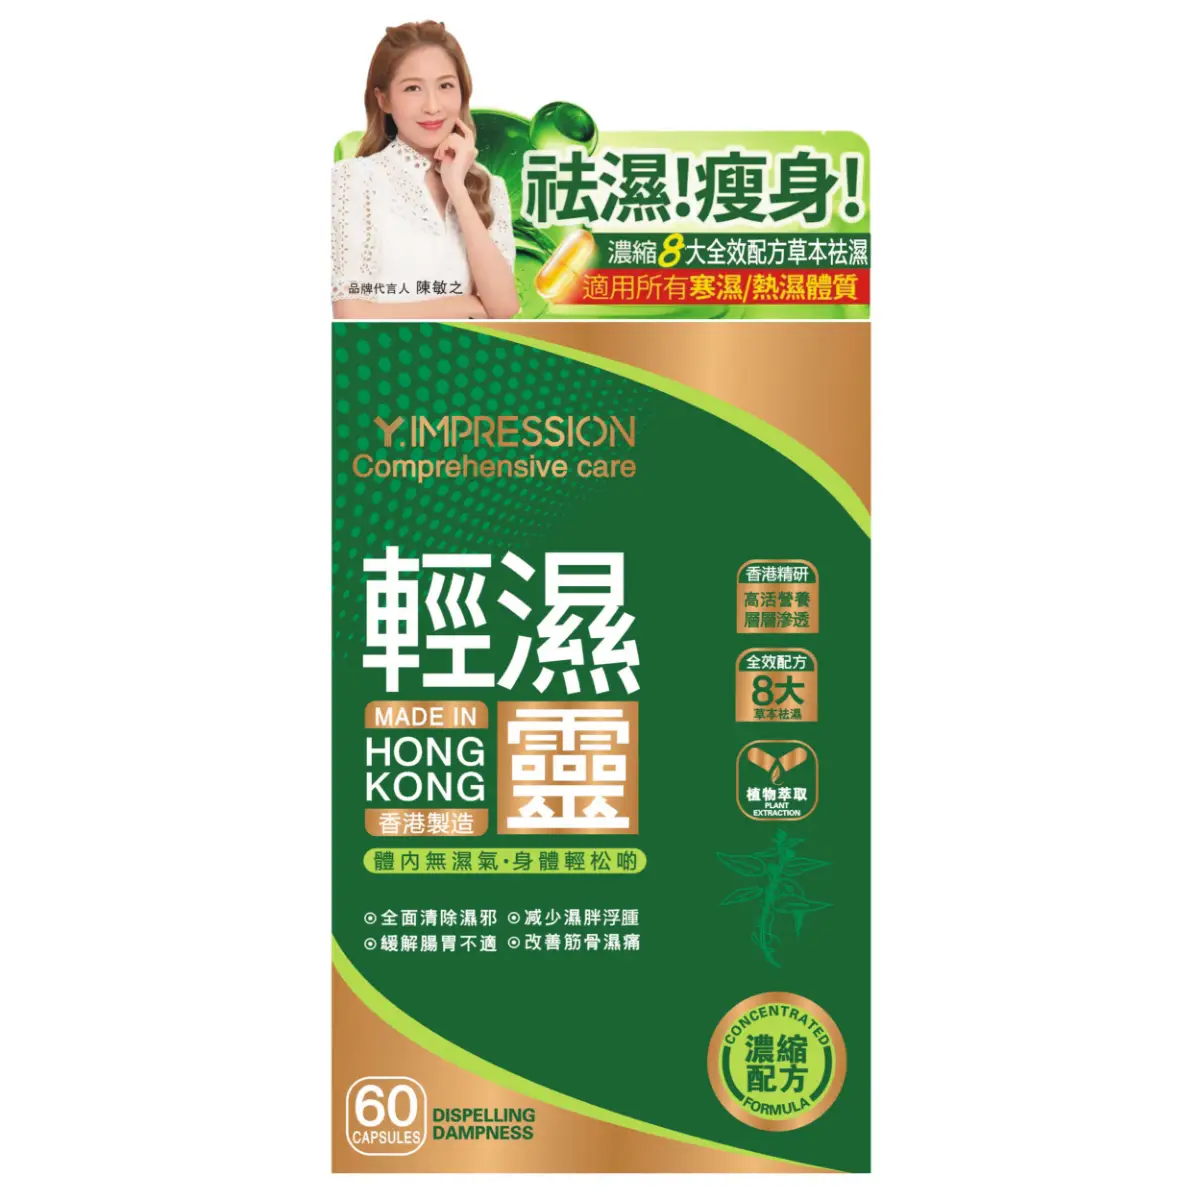 祛濕!瘦身!
濃縮8大全效配方草本祛濕
適用所有寒濕/熱濕體質
品牌代言人 陳敏之
Y.IMPRESSION
Comprehensive care
輕濕
靈
MADE IN
HONG
KONG
香港製造
體內無濕氣·身體輕松啲
全面清除濕邪
減少濕胖浮腫
緩解腸胃不適
改善筋骨濕痛
香港精研
高活營養
層層滲透
全效配方
8大
草本祛濕
植物萃取
PLANT
EXTRACTION
CONCENTRATED
濃縮
配方
FORMULA
60
CAPSULES
DISPELLING
DAMPNESS